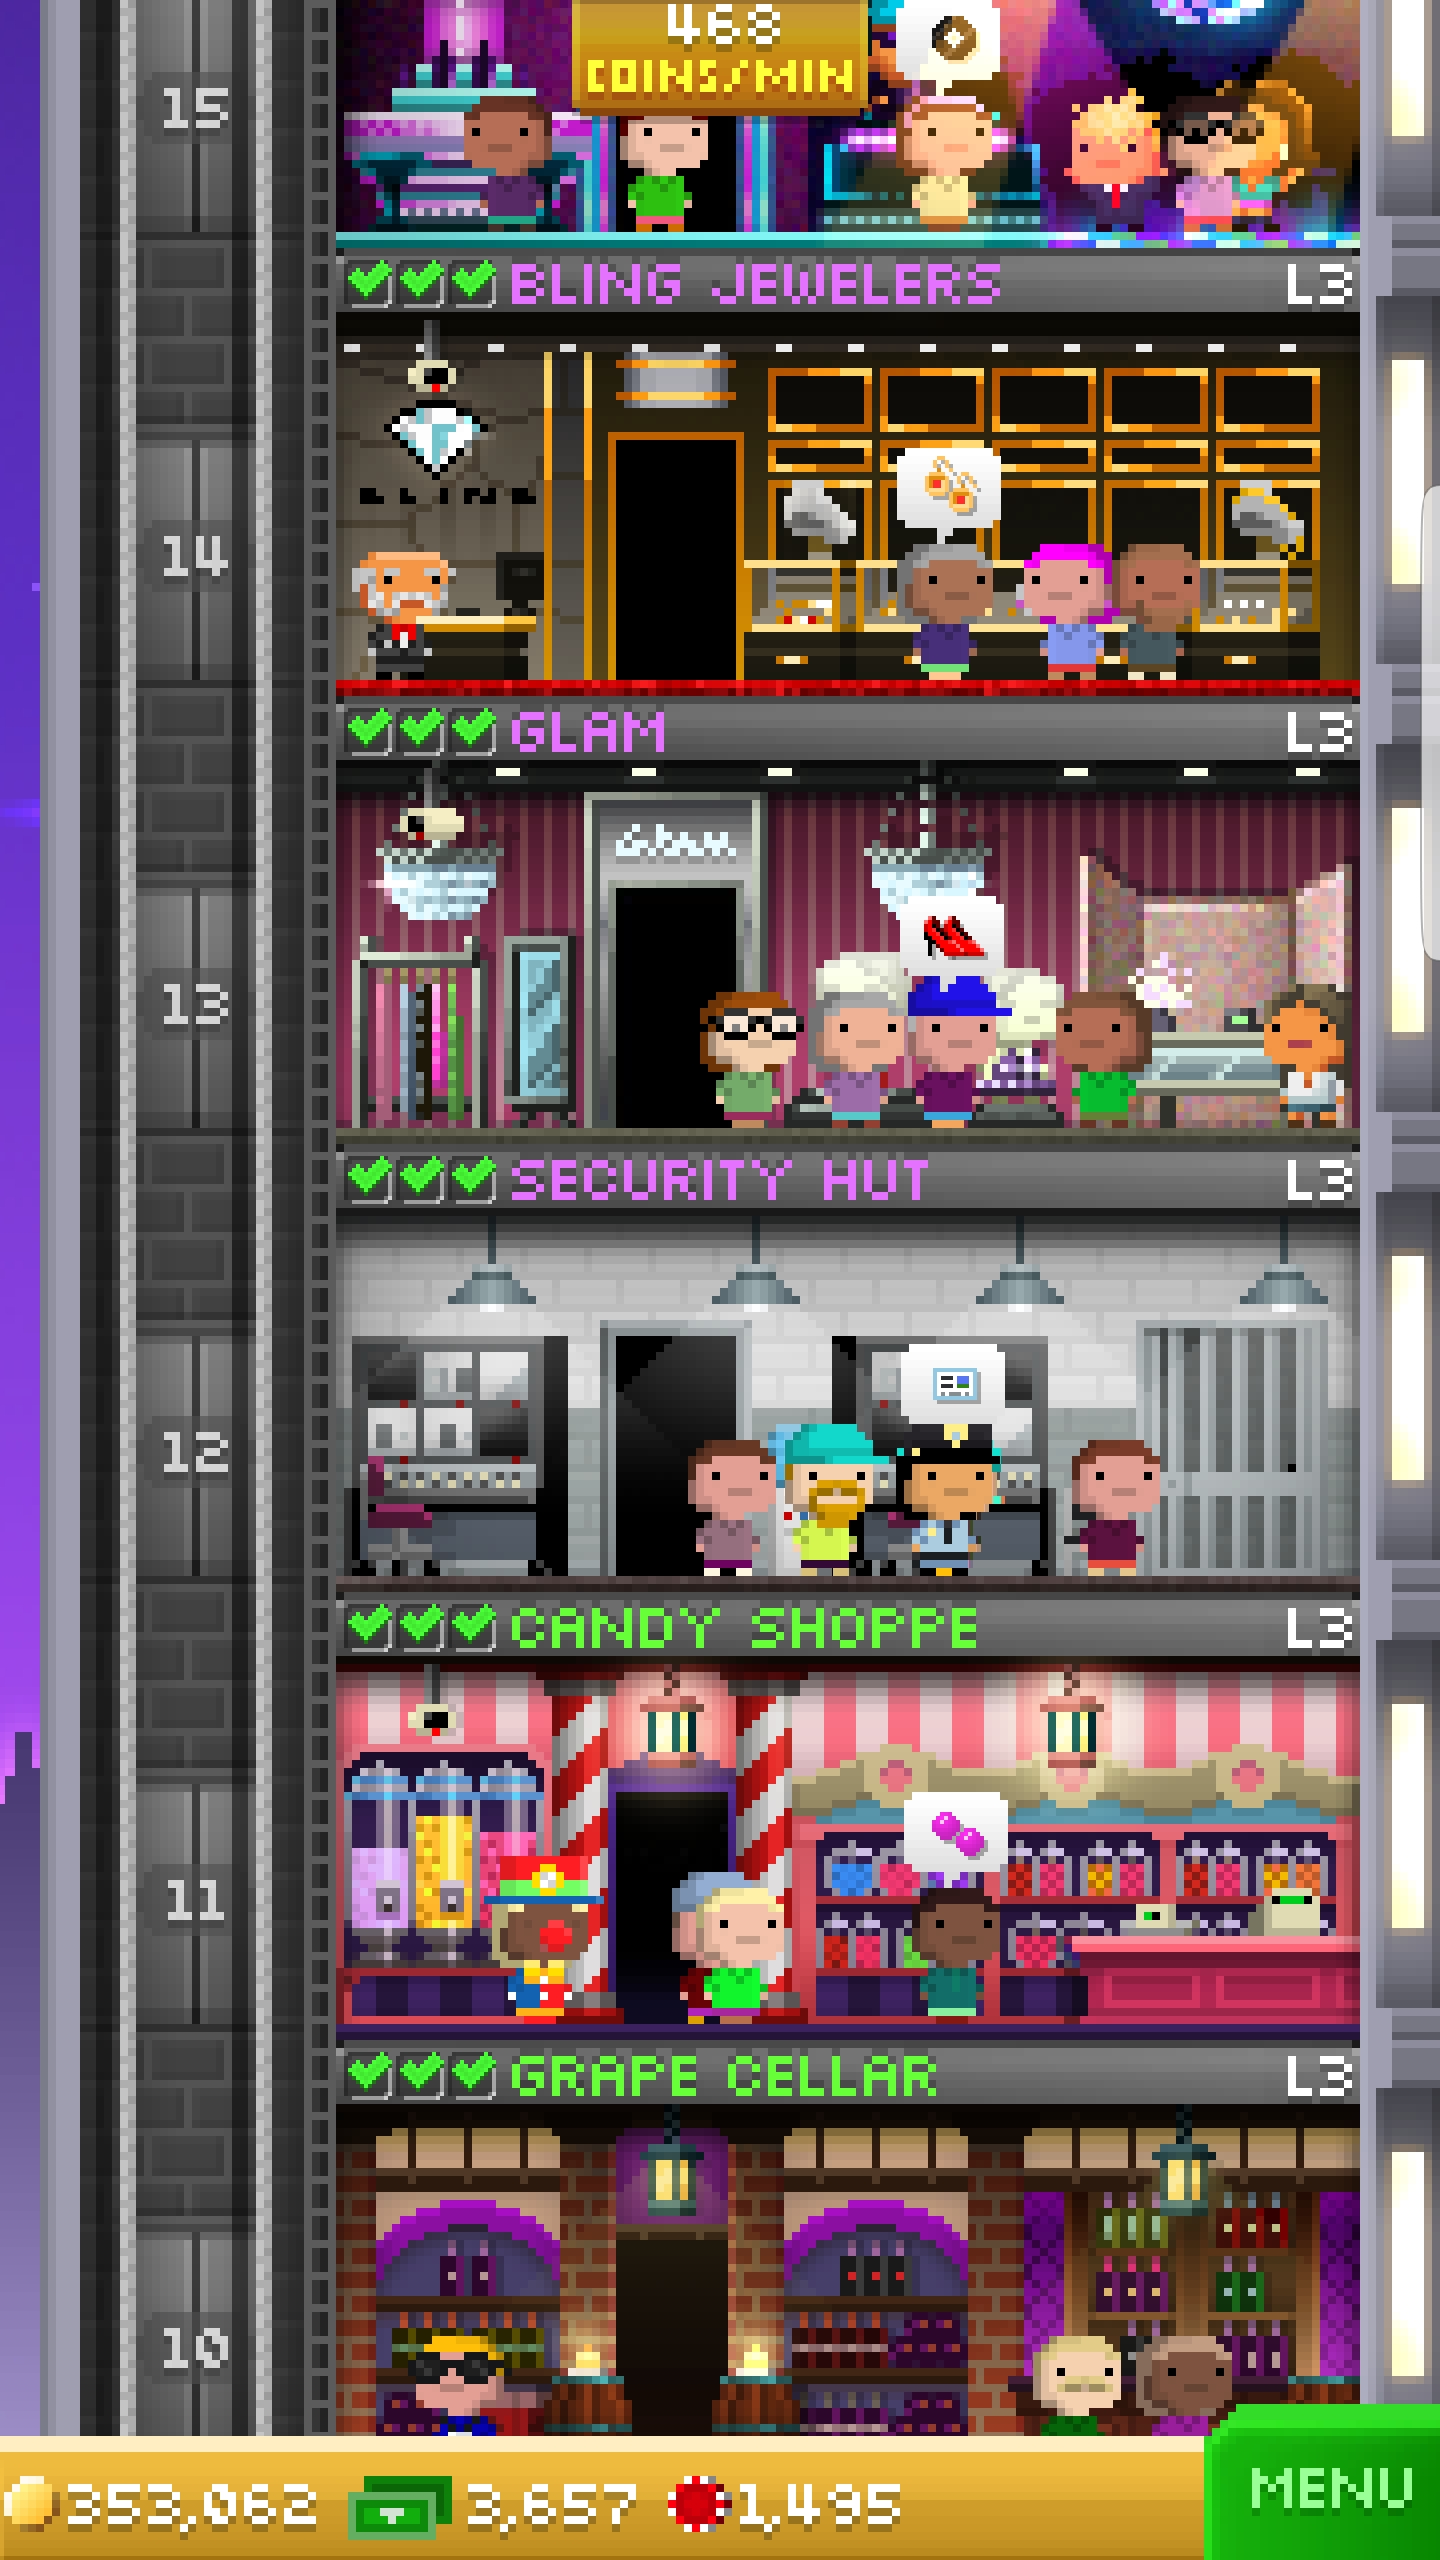 468
COINS/MIN
15
BLING JEWELERS L3
BLING
14
GLAM L3
Glam
13
SECURITY HUT L3
12
CANDY SHOPPE L3
11
GRAPE CELLAR L3
10
353,062 3,657 1,495 MENU